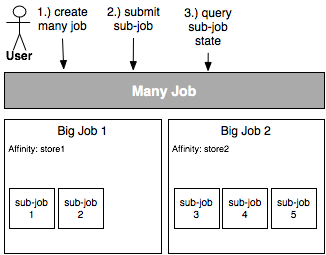 1.) create
many job
2.) submit
sub-job
3.) query
sub-job
state
User
Many Job
Big Job 1
Affinity: store1
sub-job
1
sub-job
2
Big Job 2
Affinity: store2
sub-job
3
sub-job
4
sub-job
5